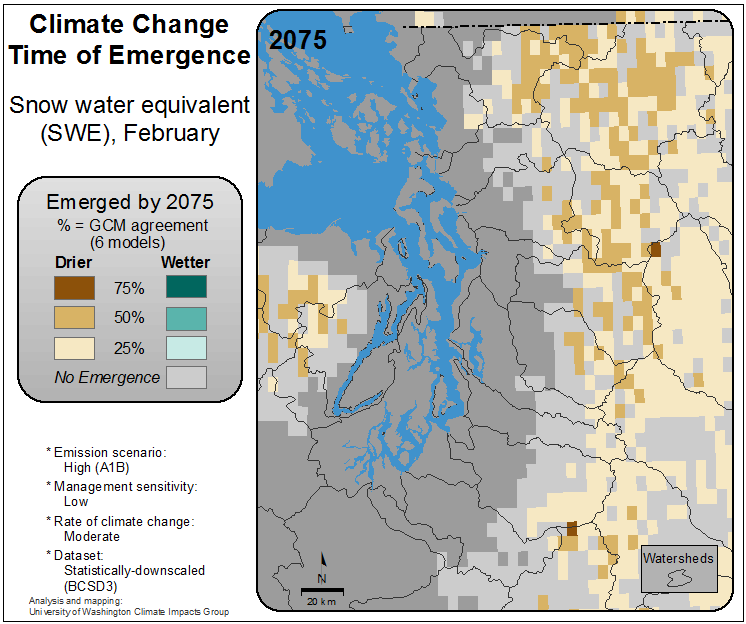 Climate Change
Time of Emergence
Snow water equivalent
(SWE), February
Emerged by 2075
% = GCM agreement
(6 models)
Drier Wetter
75%
50%
25%
No Emergence
* Emission scenario:
High (A1B)
* Management sensitivity:
Low
* Rate of climate change:
Moderate
* Dataset:
Statistically-downscaled
(BCSD3)
Analysis and mapping:
University of Washington Climate Impacts Group
2075
N
20 km
Watersheds